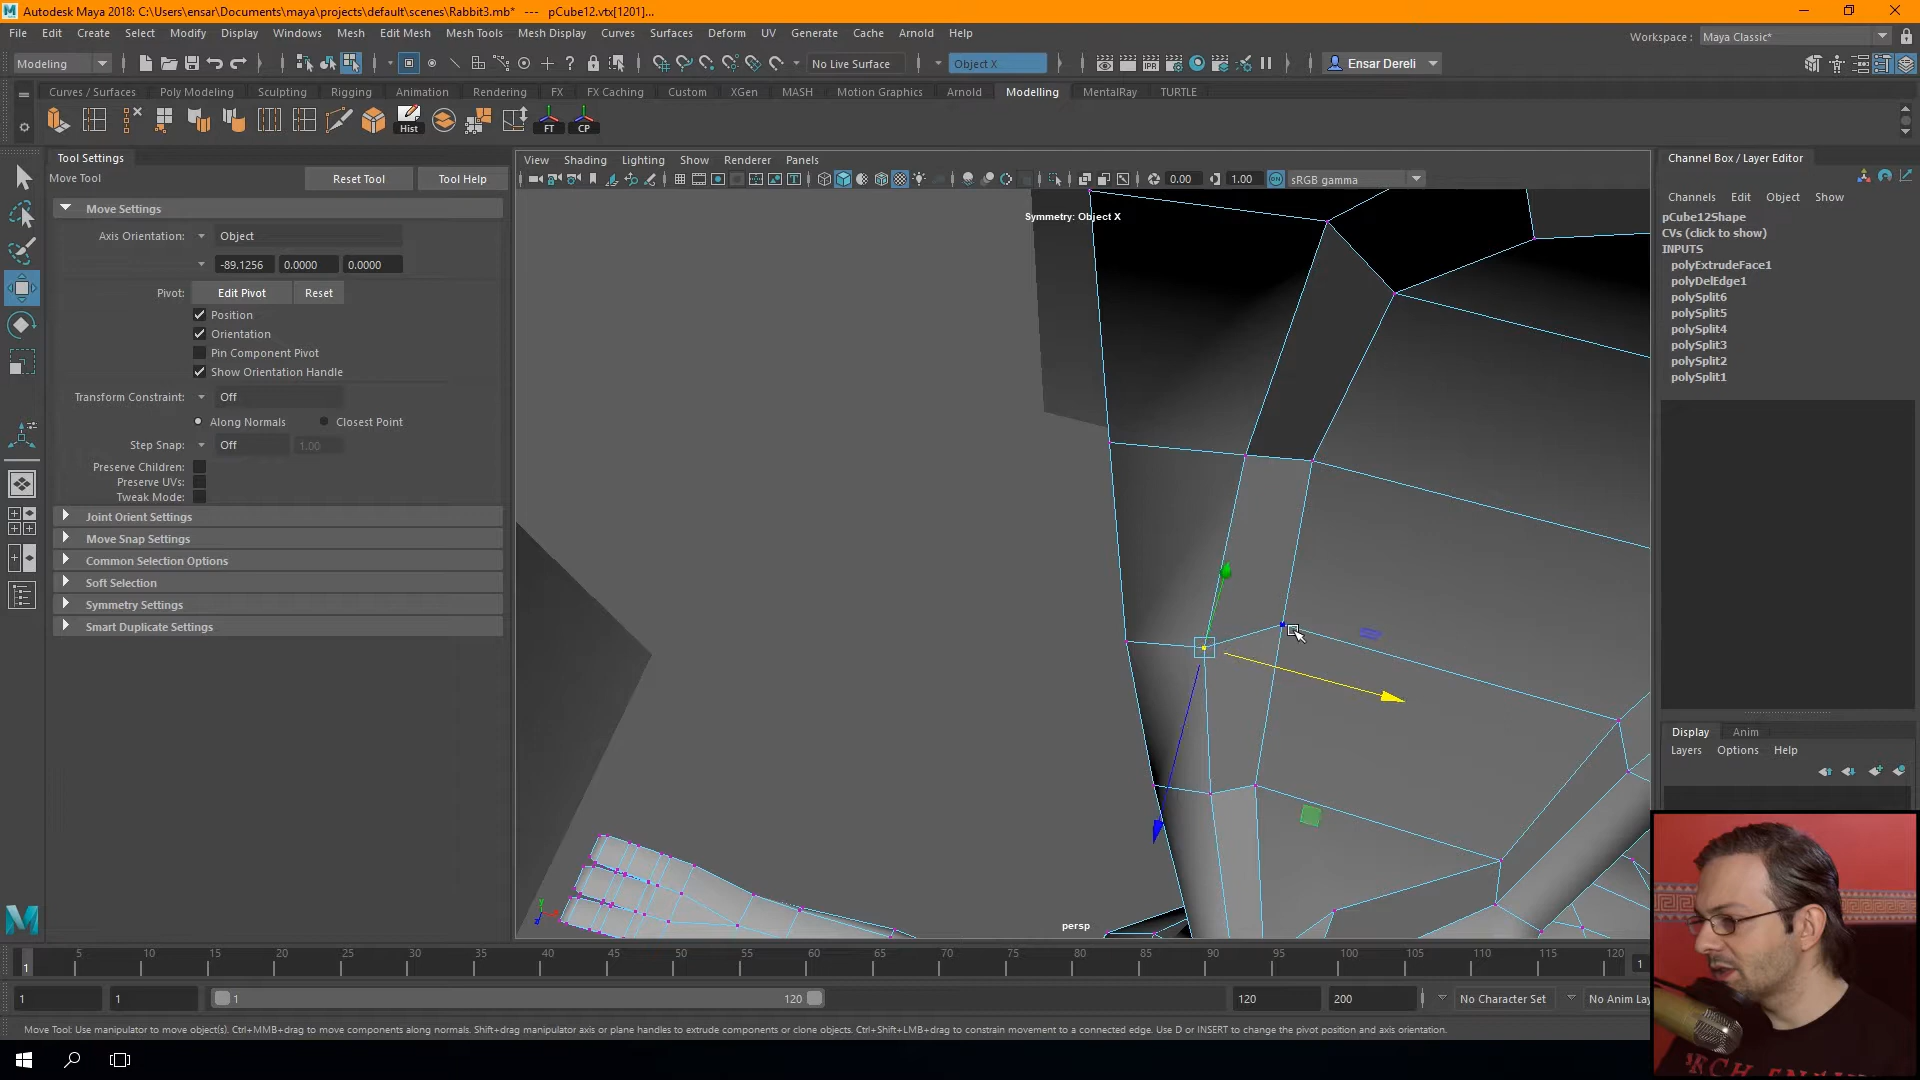 Autodesk Maya 2018: C:\Users\ensar\Documents\maya\projects\default\scenes\Rabbit3.mb* --- pCube12.vtx[1201]...
File Edit Create Select Modify Display Windows Mesh Edit Mesh Mesh Tools Mesh Display Curves Surfaces Deform UV Generate Cache Arnold Help
Workspace : Maya Classic*
Modeling No Live Surface Object X Ensar Dereli
Curves / Surfaces Poly Modeling Sculpting Rigging Animation Rendering FX FX Caching Custom XGen MASH Motion Graphics Arnold Modelling MentalRay TURTLE
Hist FT CP
Tool Settings
Move Tool Reset Tool Tool Help
Move Settings
Axis Orientation: Object
-89.1256 0.0000 0.0000
Pivot: Edit Pivot Reset
Position
Orientation
Pin Component Pivot
Show Orientation Handle
Transform Constraint: Off
Along Normals Closest Point
Step Snap: Off 1.00
Preserve Children:
Preserve UVs:
Tweak Mode:
Joint Orient Settings
Move Snap Settings
Common Selection Options
Soft Selection
Symmetry Settings
Smart Duplicate Settings
View Shading Lighting Show Renderer Panels
IPR 0.00 1.00 ON sRGB gamma
Symmetry: Object X
persp
Channel Box / Layer Editor
Channels Edit Object Show
pCube12Shape
CVs (click to show)
INPUTS
polyExtrudeFace1
polyDelEdge1
polySplit6
polySplit5
polySplit4
polySplit3
polySplit2
polySplit1
Display Anim
Layers Options Help
1 5 10 15 20 25 30 35 40 45 50 55 60 65 70 75 80 85 90 95 100 105 110 115 120 1
1 1 1 120 120 200 No Character Set No Anim Lay
Move Tool: Use manipulator to move object(s). Ctrl+MMB+drag to move components along normals. Shift+drag manipulator axis or plane handles to extrude components or clone objects. Ctrl+Shift+LMB+drag to constrain movement to a connected edge. Use D or INSERT to change the pivot position and axis orientation.